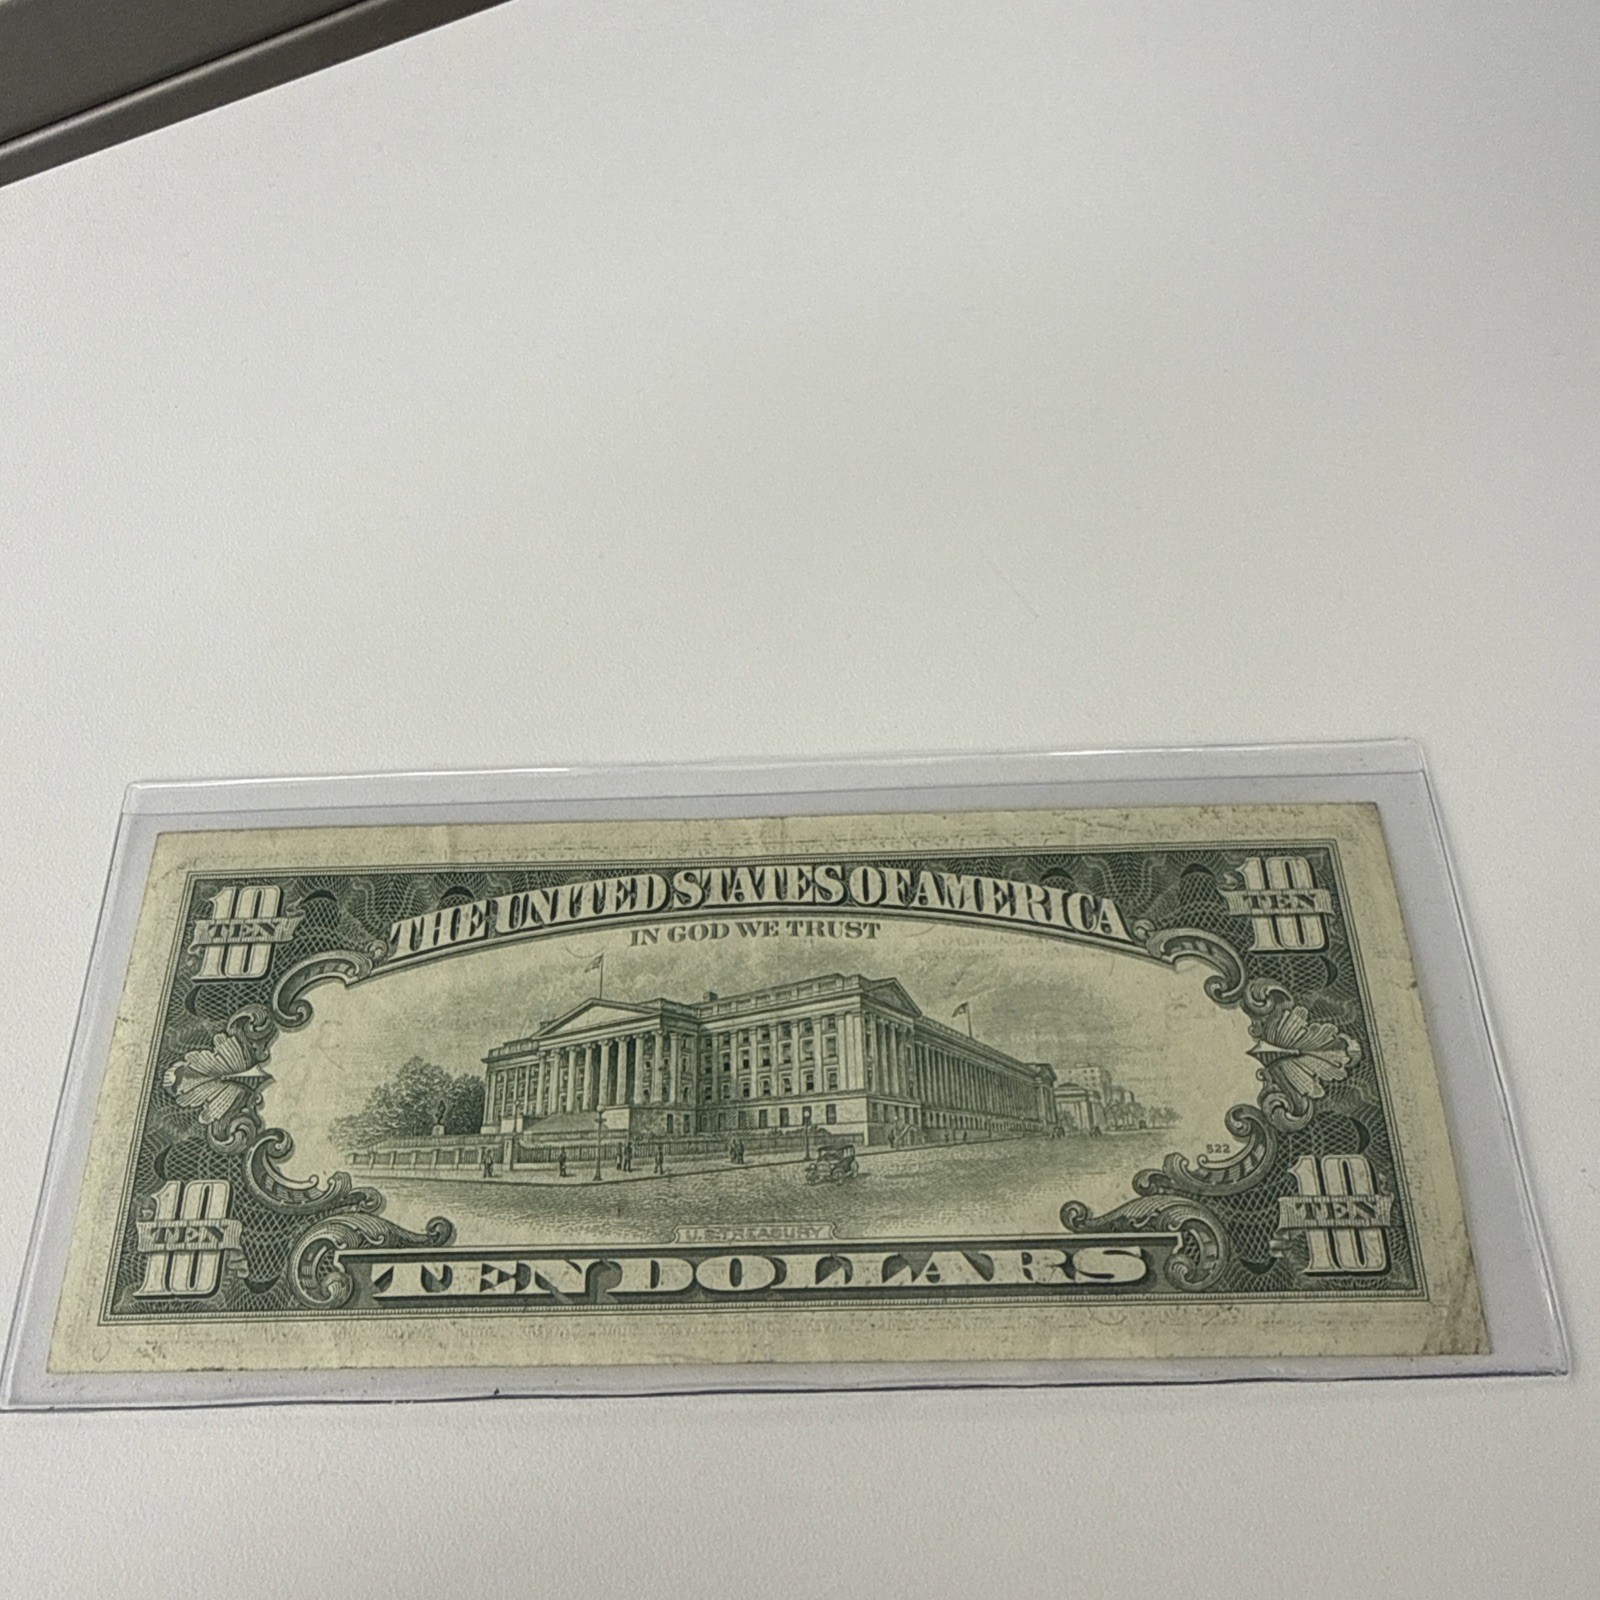 10 TEN 10
THE UNITED STATES OF AMERICA
10 TEN 10
IN GOD WE TRUST
522
10 TEN 10
U.S. TREASURY
10 TEN 10
TEN DOLLARS